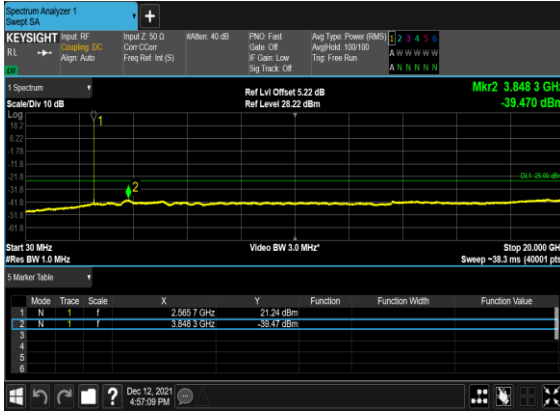 Spectrum Analyzer 1
Swept SA
+
KEYSIGHT Input: RF Input Z: 50 Ω #Atten: 40 dB PNO: Fast Avg Type: Power (RMS) 1 2 3 4 5 6
RL Coupling: DC Corr CCorr Gate: Off Avg|Hold: 100/100 A W W W W W
Align: Auto Freq Ref: Int (S) IF Gain: Low Trig: Free Run
Sig Track: Off A N N N N N
1 Spectrum Ref Lvl Offset 5.22 dB Mkr2 3.848 3 GHz
Scale/Div 10 dB Ref Level 28.22 dBm -39.470 dBm
Log
18.2
8.22
-1.78
-11.8
-21.8
-31.8
-41.8
-51.8
-61.8
1
2
DL1 -25.00 dBm
Start 30 MHz Video BW 3.0 MHz* Stop 20.000 GH
#Res BW 1.0 MHz Sweep ~38.3 ms (40001 pts
5 Marker Table
Mode Trace Scale X Y Function Function Width Function Value
1 N 1 f 2.565 7 GHz 21.24 dBm
2 N 1 f 3.848 3 GHz -39.47 dBm
3
4
5
6
? Dec 12, 2021
4:57:09 PM